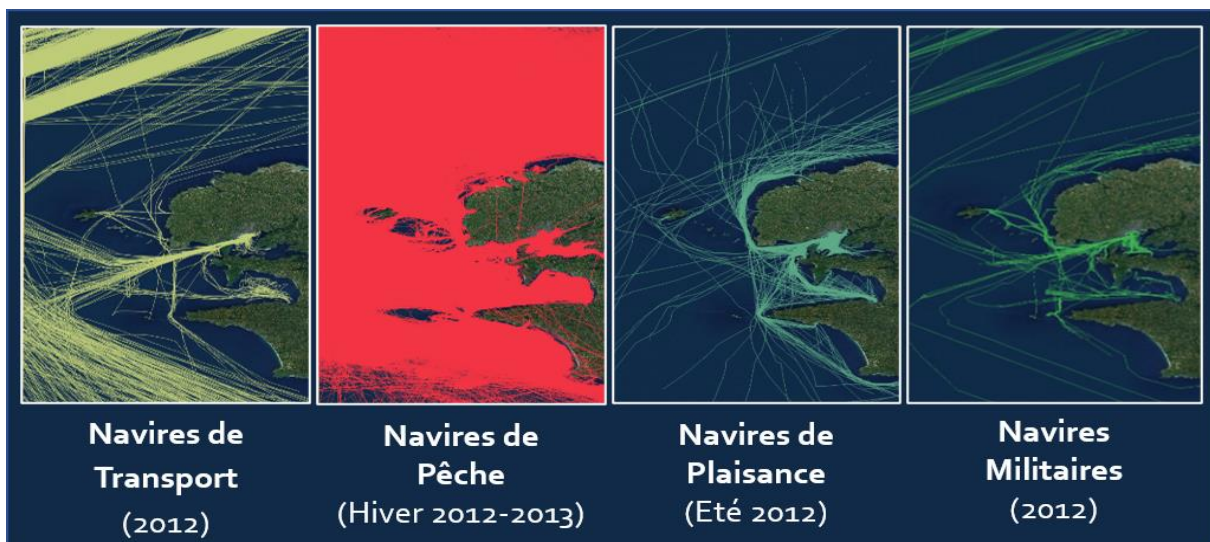 Navires de
Transport
(2012)
Navires de
Pêche
(Hiver 2012-2013)
Navires de
Plaisance
(Eté 2012)
Navires
Militaires
(2012)